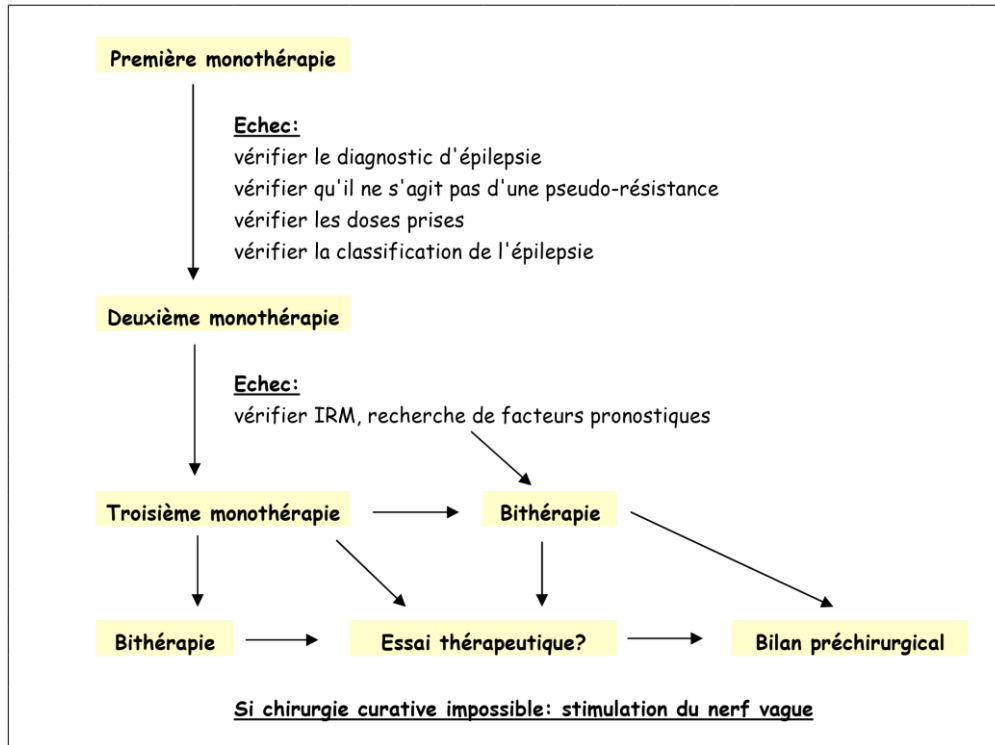 Première monothérapie
Echec:
vérifier le diagnostic d'épilepsie
vérifier qu'il ne s'agit pas d'une pseudo-résistance
vérifier les doses prises
vérifier la classification de l'épilepsie
Deuxième monothérapie
Echec:
vérifier IRM, recherche de facteurs pronostiques
Troisième monothérapie
Bithérapie
Bithérapie
Essai thérapeutique?
Bilan préchirurgical
Si chirurgie curative impossible: stimulation du nerf vague